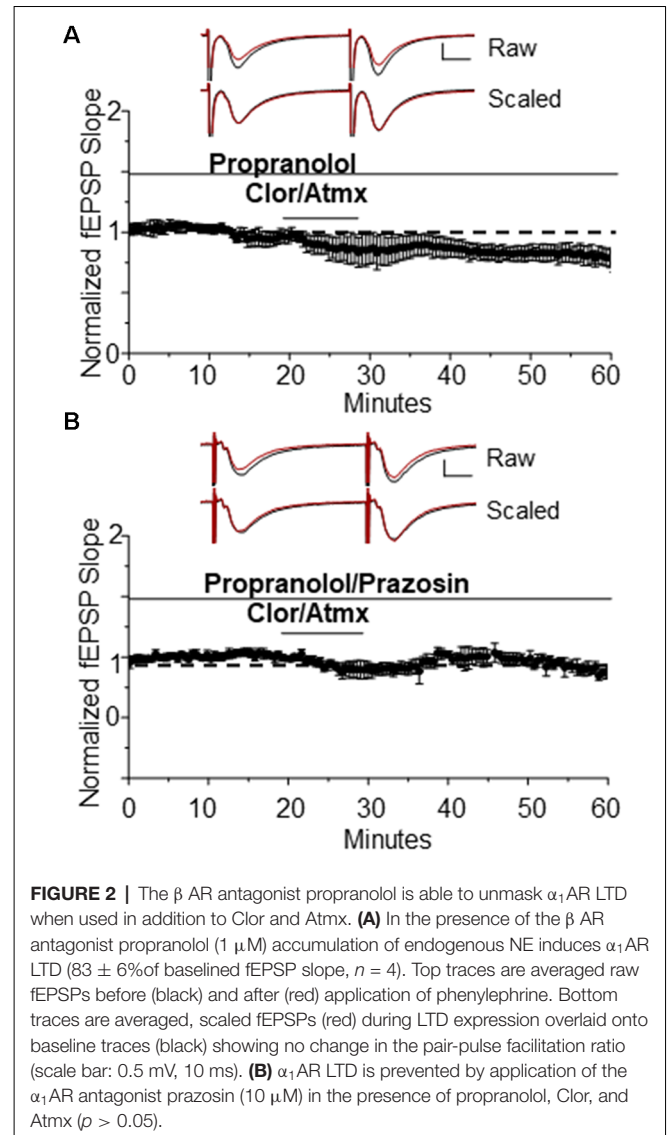 A
Raw
Scaled
2
Propranolol
Clor/Atmx
1
0
Normalized fEPSP Slope
0 10 20 30 40 50 60
Minutes
B
Raw
Scaled
2
Propranolol/Prazosin
Clor/Atmx
1
0
Normalized fEPSP Slope
0 10 20 30 40 50 60
Minutes
FIGURE 2 | The β AR antagonist propranolol is able to unmask α₁AR LTD
when used in addition to Clor and Atmx. (A) In the presence of the β AR
antagonist propranolol (1 μM) accumulation of endogenous NE induces α₁AR
LTD (83 ± 6%of baselined fEPSP slope, n = 4). Top traces are averaged raw
fEPSPs before (black) and after (red) application of phenylephrine. Bottom
traces are averaged, scaled fEPSPs (red) during LTD expression overlaid onto
baseline traces (black) showing no change in the pair-pulse facilitation ratio
(scale bar: 0.5 mV, 10 ms). (B) α₁AR LTD is prevented by application of the
α₁AR antagonist prazosin (10 μM) in the presence of propranolol, Clor, and
Atmx (p > 0.05).